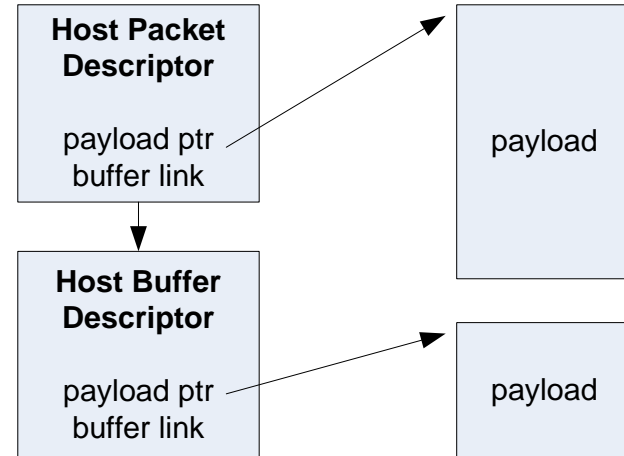 Host Packet
Descriptor
payload ptr
buffer link
payload
Host Buffer
Descriptor
payload ptr
buffer link
payload